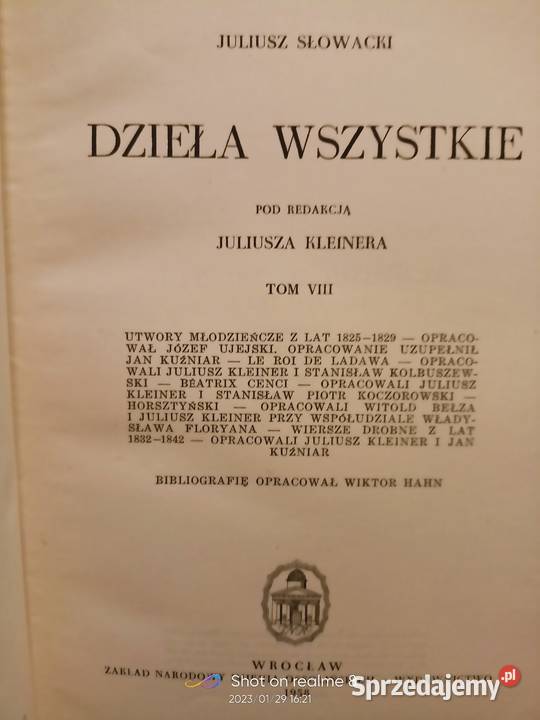 JULIUSZ SŁOWACKI
DZIEŁA WSZYSTKIE
POD REDAKCJĄ
JULIUSZA KLEINERA
TOM VIII
UTWORY MŁODZIEŃCZE Z LAT 1825–1829 — OPRACO-
WAŁ JÓZEF UJEJSKI, OPRACOWANIE UZUPEŁNIŁ
JAN KUŹNIAR — LE ROI DE LADAWA — OPRACO-
WALI JULIUSZ KLEINER I STANISŁAW KOLBUSZEW-
SKI — BÉATRIX CENCI — OPRACOWALI JULIUSZ
KLEINER I STANISŁAW PIOTR KOCZOROWSKI —
HORSZTYŃSKI — OPRACOWALI WITOLD BEŁZA
I JULIUSZ KLEINER PRZY WSPÓŁUDZIALE WŁADY-
SŁAWA FLORYANA — WIERSZE DROBNE Z LAT
1832–1842 — OPRACOWALI JULIUSZ KLEINER I JAN
KUŹNIAR
BIBLIOGRAFIĘ OPRACOWAŁ WIKTOR HAHN
WROCŁAW
ZAKŁAD NARODOWY
1958
Shot on realme 8
2023/01/29 16:21
Sprzedajemy.pl